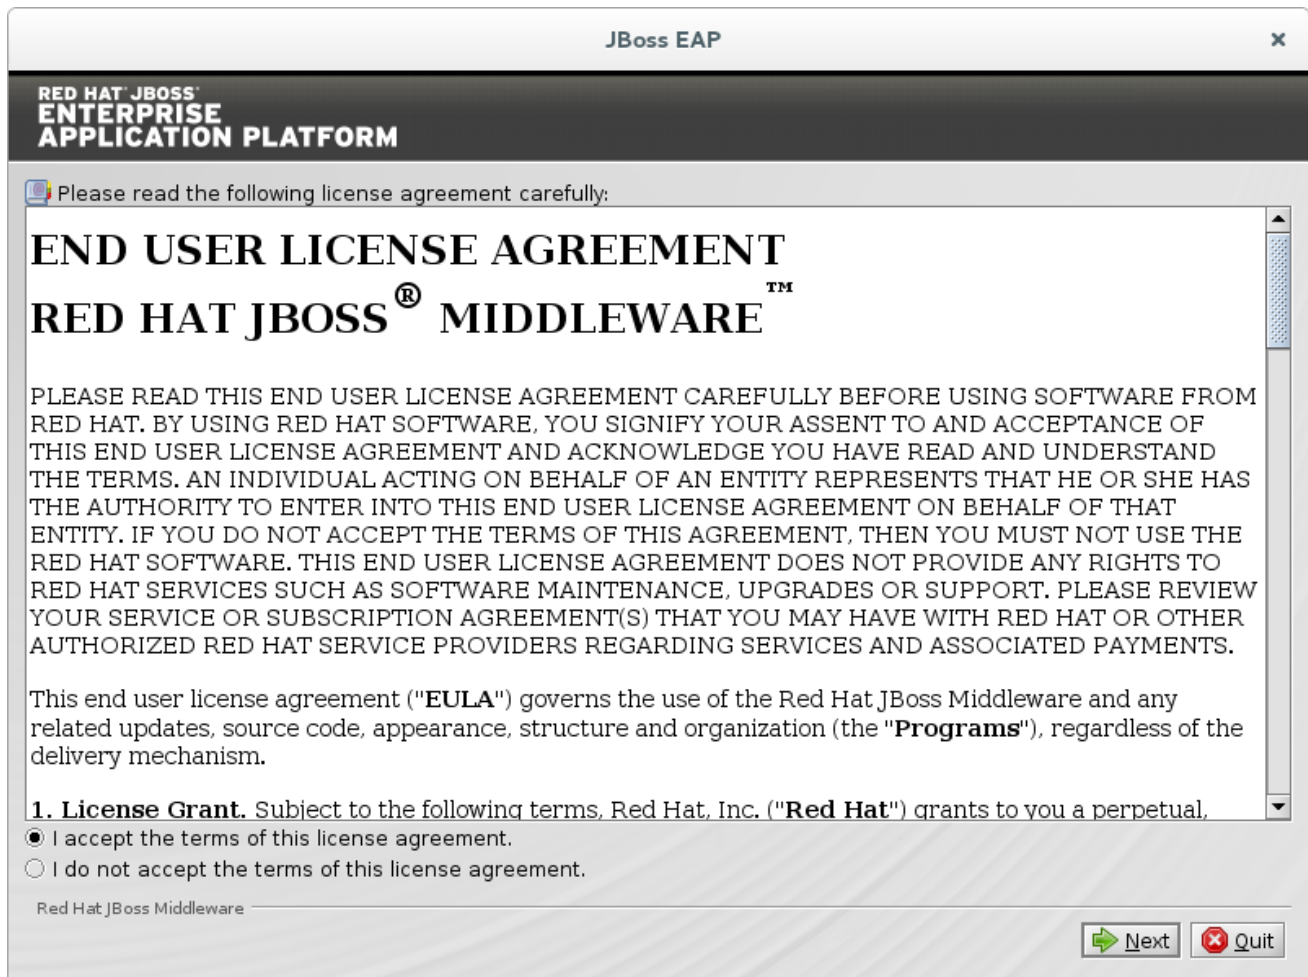 JBoss EAP
RED HAT® JBOSS®
ENTERPRISE
APPLICATION PLATFORM
Please read the following license agreement carefully:
END USER LICENSE AGREEMENT
RED HAT JBOSS® MIDDLEWARE™
PLEASE READ THIS END USER LICENSE AGREEMENT CAREFULLY BEFORE USING SOFTWARE FROM
RED HAT. BY USING RED HAT SOFTWARE, YOU SIGNIFY YOUR ASSENT TO AND ACCEPTANCE OF
THIS END USER LICENSE AGREEMENT AND ACKNOWLEDGE YOU HAVE READ AND UNDERSTAND
THE TERMS. AN INDIVIDUAL ACTING ON BEHALF OF AN ENTITY REPRESENTS THAT HE OR SHE HAS
THE AUTHORITY TO ENTER INTO THIS END USER LICENSE AGREEMENT ON BEHALF OF THAT
ENTITY. IF YOU DO NOT ACCEPT THE TERMS OF THIS AGREEMENT, THEN YOU MUST NOT USE THE
RED HAT SOFTWARE. THIS END USER LICENSE AGREEMENT DOES NOT PROVIDE ANY RIGHTS TO
RED HAT SERVICES SUCH AS SOFTWARE MAINTENANCE, UPGRADES OR SUPPORT. PLEASE REVIEW
YOUR SERVICE OR SUBSCRIPTION AGREEMENT(S) THAT YOU MAY HAVE WITH RED HAT OR OTHER
AUTHORIZED RED HAT SERVICE PROVIDERS REGARDING SERVICES AND ASSOCIATED PAYMENTS.
This end user license agreement ("EULA") governs the use of the Red Hat JBoss Middleware and any
related updates, source code, appearance, structure and organization (the "Programs"), regardless of the
delivery mechanism.
1. License Grant. Subject to the following terms, Red Hat, Inc. ("Red Hat") grants to you a perpetual,
I accept the terms of this license agreement.
I do not accept the terms of this license agreement.
Red Hat JBoss Middleware
Next
Quit